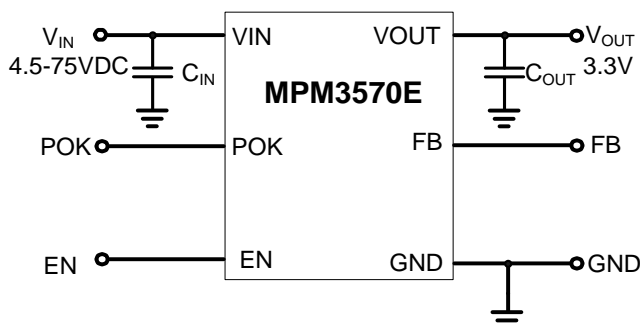 VIN VIN VOUT VOUT
4.5-75VDC CIN COUT 3.3V
MPM3570E
POK POK FB FB
EN EN GND GND